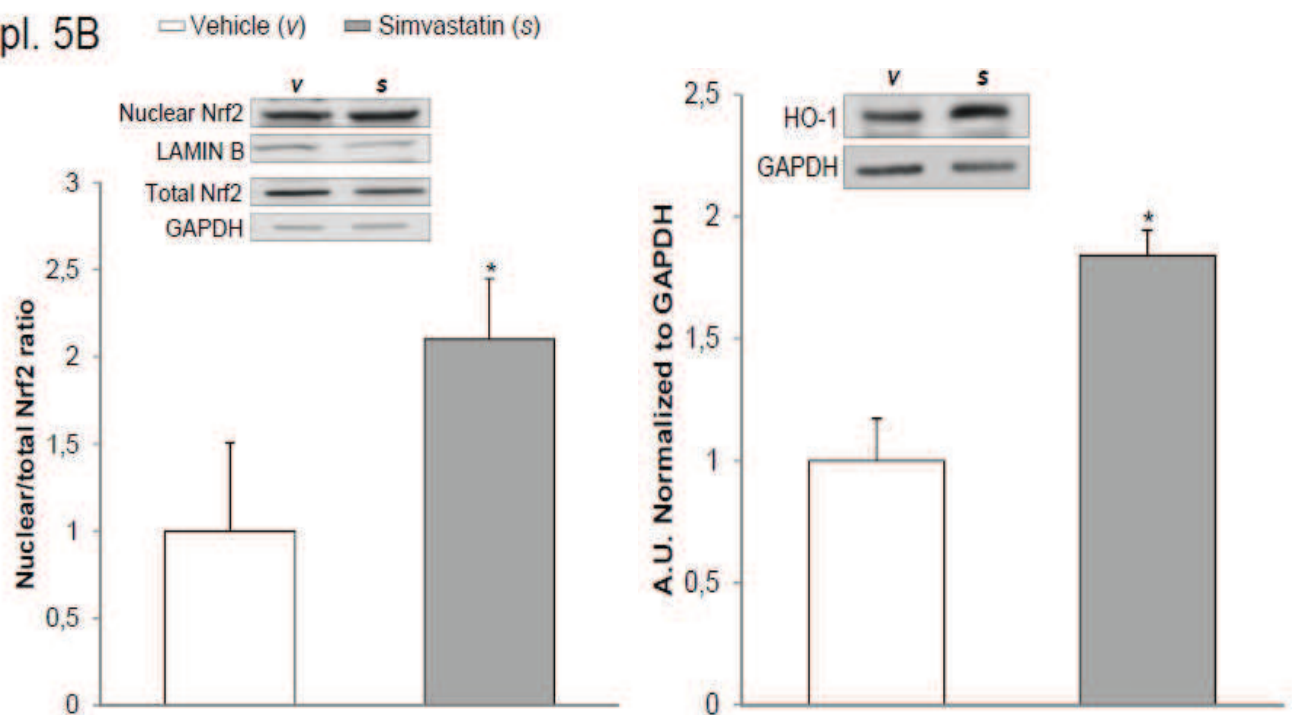 pl. 5B
Vehicle (v) Simvastatin (s)
v s
Nuclear Nrf2
LAMIN B
Total Nrf2
GAPDH
3
2,5
2
1,5
1
0,5
0
Nuclear/total Nrf2 ratio
*
v s
HO-1
GAPDH
2,5
2
1,5
1
0,5
0
A.U. Normalized to GAPDH
*